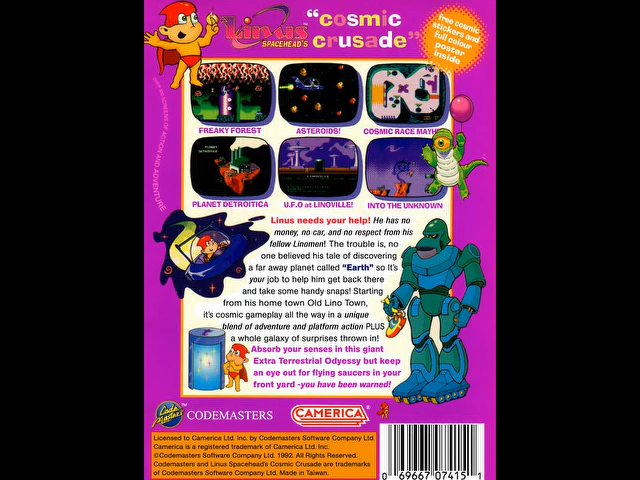 Linus
SPACEHEAD'S™
"cosmic
crusade"
free cosmic
stickers and
full colour
poster
inside
OF ACTION AND ADVENTURE
FREAKY FOREST
ASTEROIDS!
COSMIC RACE MAYH
PLANET
DETROITICA
PLANET DETROITICA
U.F.O at LINOVILLE!
INTO THE UNKNOWN
Linus needs your help! He has no
money, no car, and no respect from his
fellow Linomen! The trouble is, no
one believed his tale of discovering
a far away planet called "Earth" so It's
your job to help him get back there
and take some handy snaps! Starting
from his home town Old Lino Town,
it's cosmic gameplay all the way in a unique
blend of adventure and platform action PLUS
a whole galaxy of surprises thrown in!
Absorb your senses in this giant
Extra Terrestrial Odyessy but keep
an eye out for flying saucers in your
front yard -you have been warned!
Code
Masters™
CODEMASTERS
CAMERICA®
Licensed to Camerica Ltd. Inc. by Codemasters Software Company Ltd.
Camerica is a registered trademark of Camerica Ltd. Inc.
©Codemasters Software Company Ltd. 1992. All Rights Reserved.
Codemasters and Linus Spacehead's Cosmic Crusade are trademarks
of Codemasters Software Company Ltd. Made in Taiwan.
0 69667 07415 1